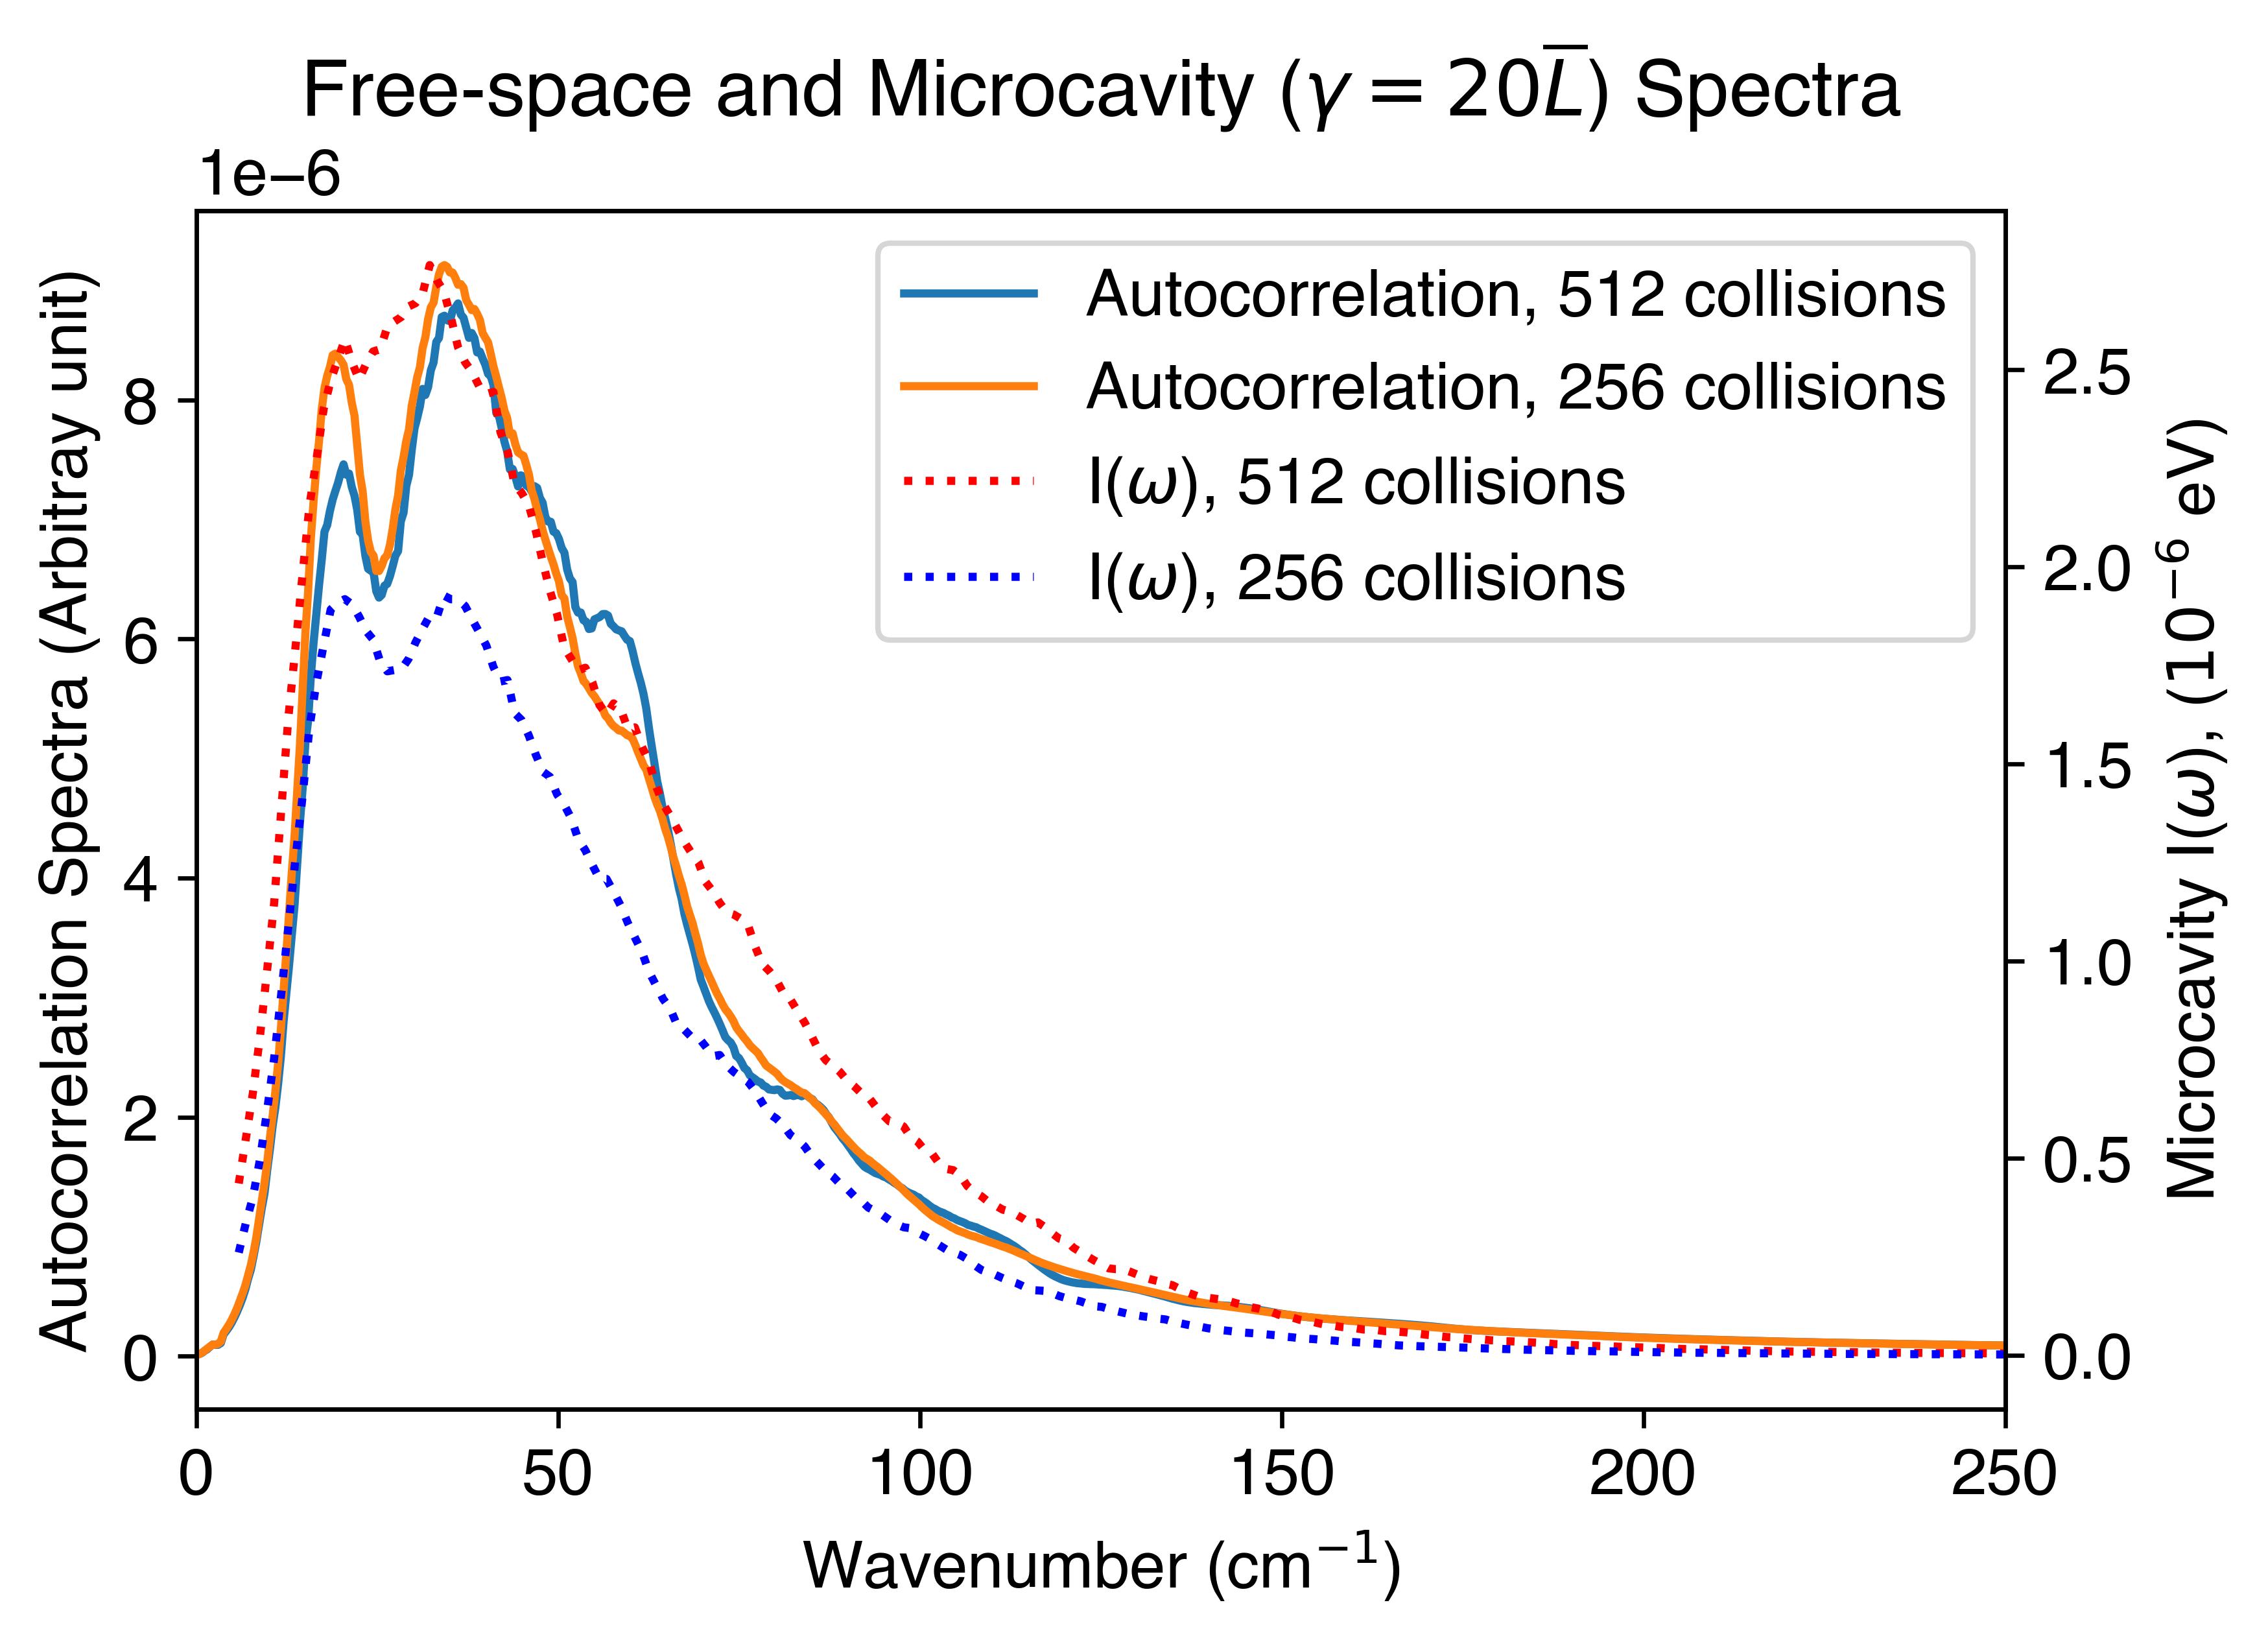 Free-space and Microcavity (γ = 20L̅) Spectra
1e−6
Autocorrelation Spectra (Arbitray unit)
8
6
4
2
0
Autocorrelation, 512 collisions
Autocorrelation, 256 collisions
I(ω), 512 collisions
I(ω), 256 collisions
2.5
2.0
1.5
1.0
0.5
0.0
Microcavity I(ω), (10⁻⁶ eV)
0 50 100 150 200 250
Wavenumber (cm⁻¹)